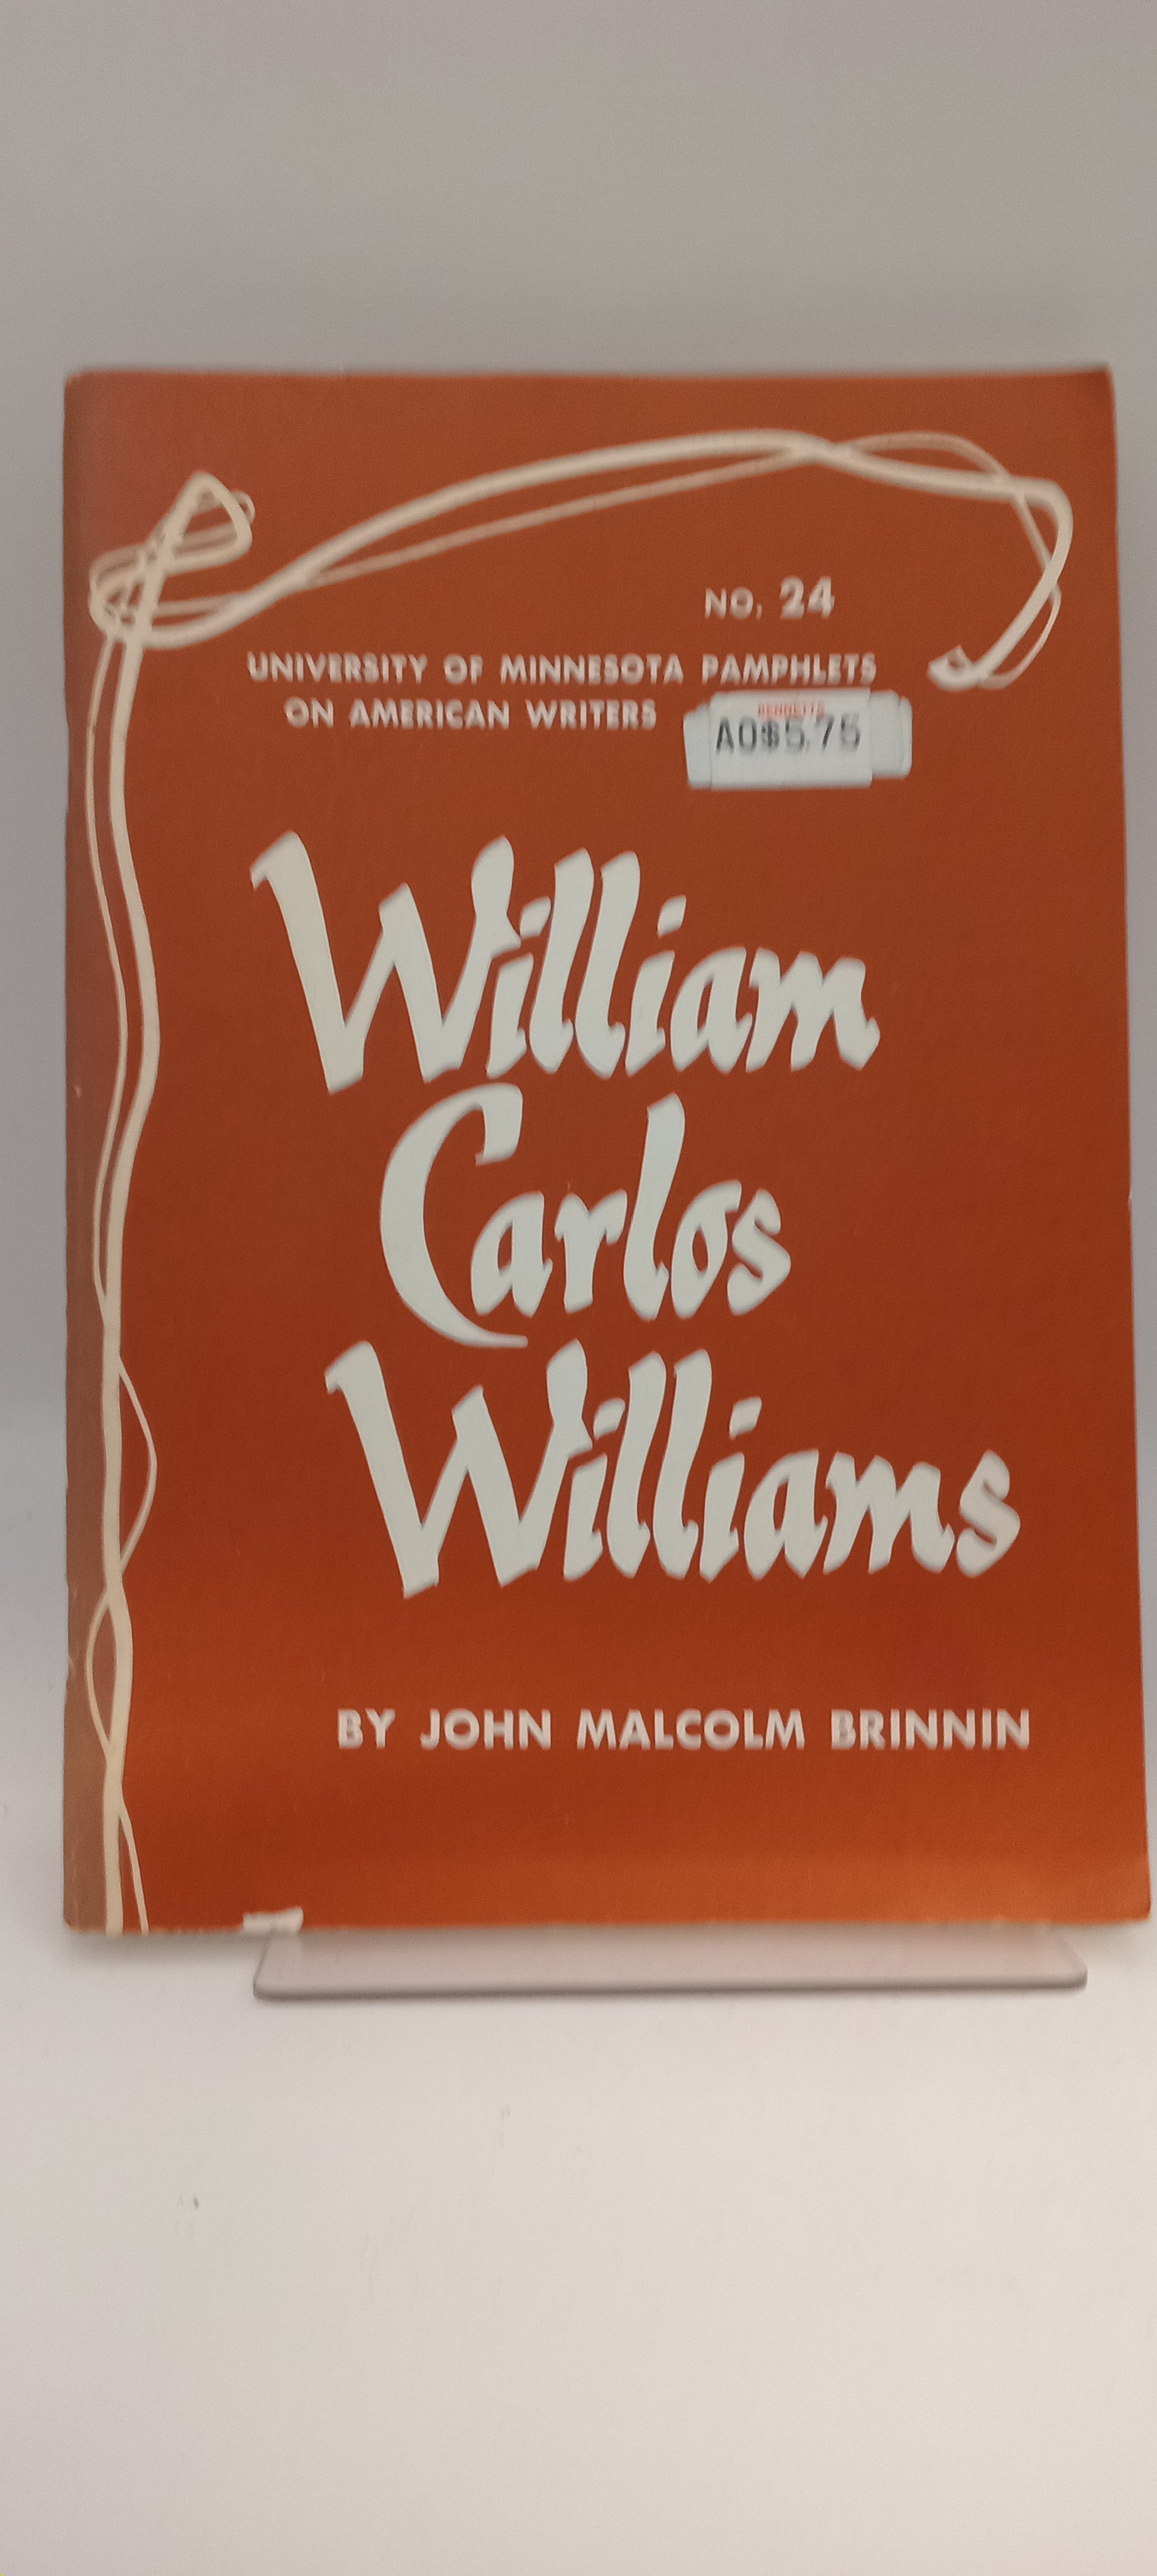 NO. 24
UNIVERSITY OF MINNESOTA PAMPHLETS
ON AMERICAN WRITERS
BENNETTS
A0$5.75
William
Carlos
Williams
BY JOHN MALCOLM BRINNIN